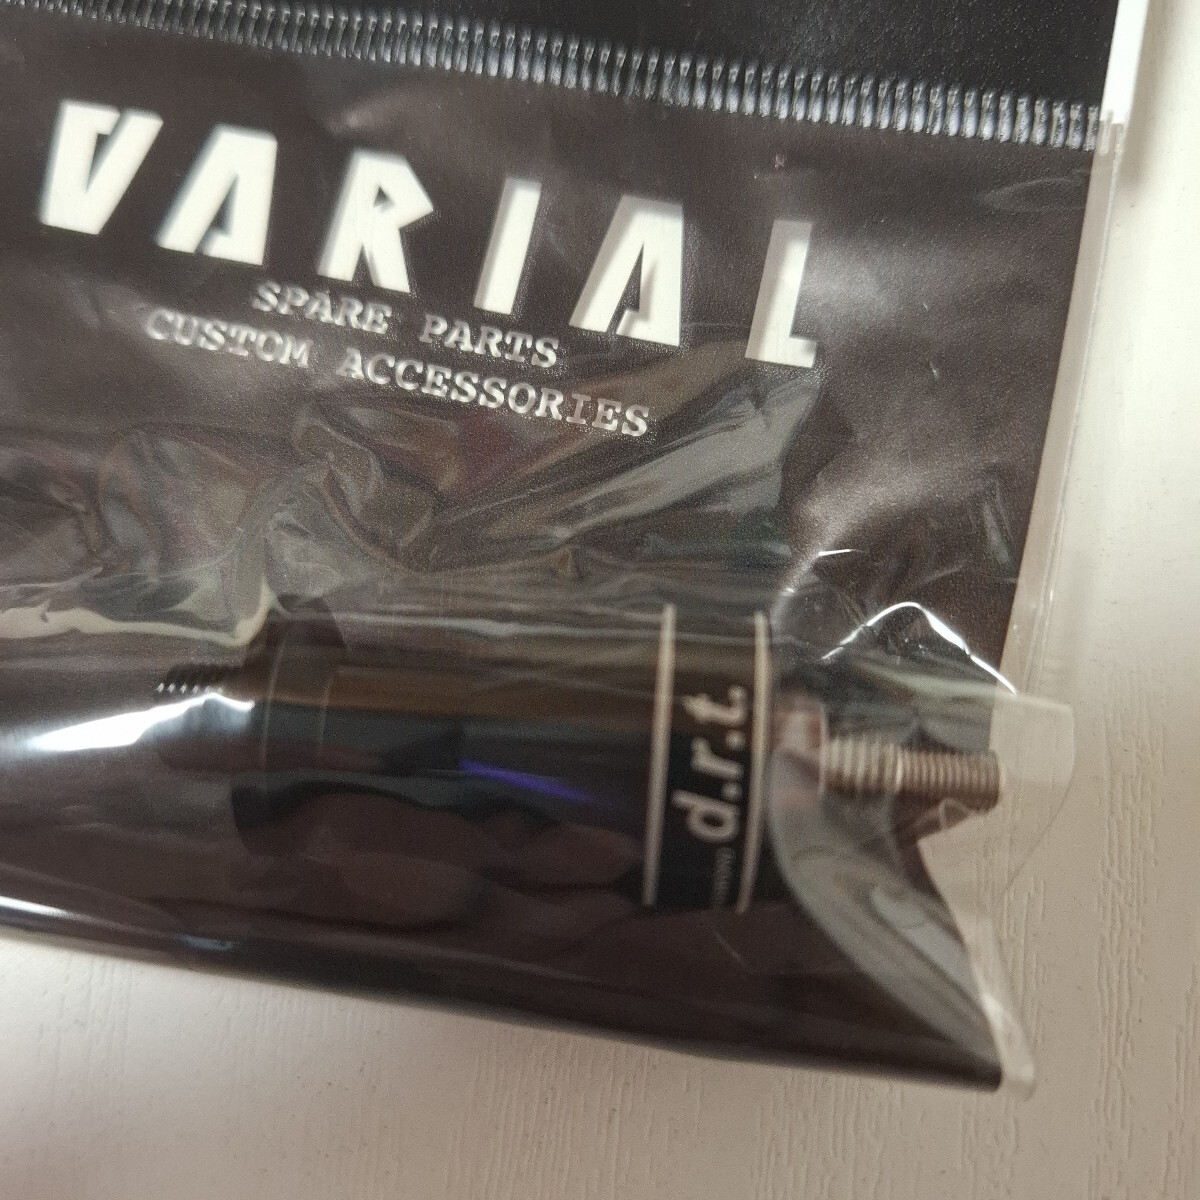 VARIAL
SPARE PARTS
CUSTOM ACCESSORIES
d.r.t.